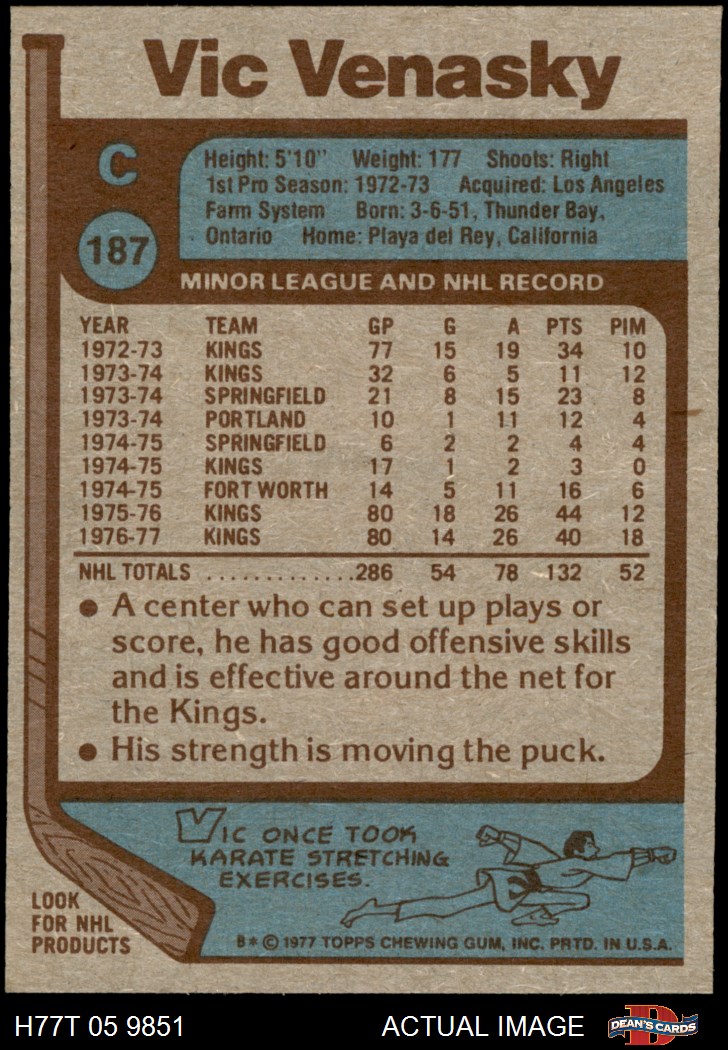 Vic Venasky
C
187
Height: 5'10" Weight: 177 Shoots: Right
1st Pro Season: 1972-73 Acquired: Los Angeles
Farm System Born: 3-6-51, Thunder Bay,
Ontario Home: Playa del Rey, California
MINOR LEAGUE AND NHL RECORD
YEAR TEAM GP G A PTS PIM
1972-73 KINGS 77 15 19 34 10
1973-74 KINGS 32 6 5 11 12
1973-74 SPRINGFIELD 21 8 15 23 8
1973-74 PORTLAND 10 1 11 12 4
1974-75 SPRINGFIELD 6 2 2 4 4
1974-75 KINGS 17 1 2 3 0
1974-75 FORT WORTH 14 5 11 16 6
1975-76 KINGS 80 18 26 44 12
1976-77 KINGS 80 14 26 40 18
NHL TOTALS .............286 54 78 132 52
● A center who can set up plays or
score, he has good offensive skills
and is effective around the net for
the Kings.
● His strength is moving the puck.
VIC ONCE TOOK
KARATE STRETCHING
EXERCISES.
LOOK
FOR NHL
PRODUCTS
B* © 1977 TOPPS CHEWING GUM, INC. PRTD. IN U.S.A.
H77T 05 9851 ACTUAL IMAGE D DEAN'S CARDS